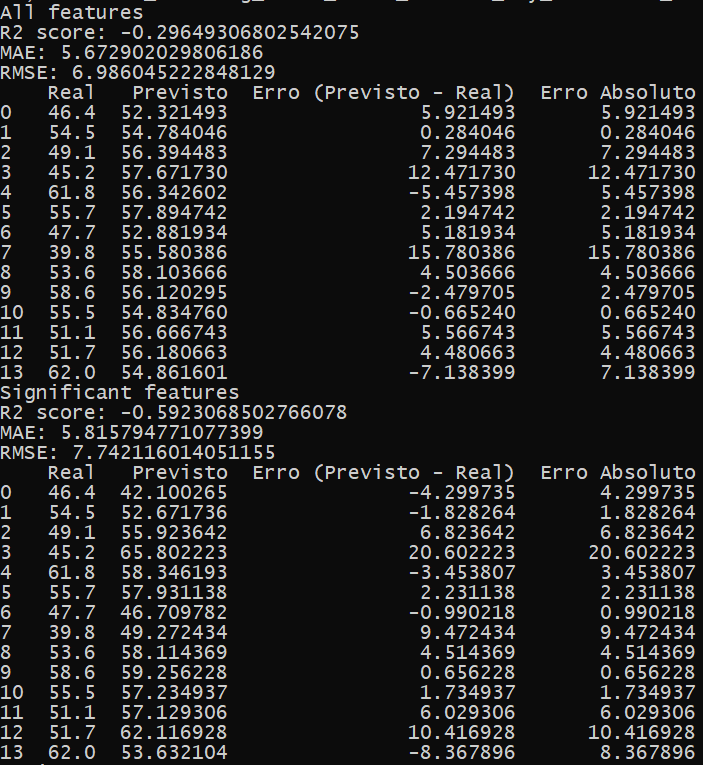 All features
R2 score: -0.29649306802542075
MAE: 5.672902029806186
RMSE: 6.986045222848129
Real Previsto Erro (Previsto - Real) Erro Absoluto
0 46.4 52.321493 5.921493 5.921493
1 54.5 54.784046 0.284046 0.284046
2 49.1 56.394483 7.294483 7.294483
3 45.2 57.671730 12.471730 12.471730
4 61.8 56.342602 -5.457398 5.457398
5 55.7 57.894742 2.194742 2.194742
6 47.7 52.881934 5.181934 5.181934
7 39.8 55.580386 15.780386 15.780386
8 53.6 58.103666 4.503666 4.503666
9 58.6 56.120295 -2.479705 2.479705
10 55.5 54.834760 -0.665240 0.665240
11 51.1 56.666743 5.566743 5.566743
12 51.7 56.180663 4.480663 4.480663
13 62.0 54.861601 -7.138399 7.138399
Significant features
R2 score: -0.5923068502766078
MAE: 5.815794771077399
RMSE: 7.742116014051155
Real Previsto Erro (Previsto - Real) Erro Absoluto
0 46.4 42.100265 -4.299735 4.299735
1 54.5 52.671736 -1.828264 1.828264
2 49.1 55.923642 6.823642 6.823642
3 45.2 65.802223 20.602223 20.602223
4 61.8 58.346193 -3.453807 3.453807
5 55.7 57.931138 2.231138 2.231138
6 47.7 46.709782 -0.990218 0.990218
7 39.8 49.272434 9.472434 9.472434
8 53.6 58.114369 4.514369 4.514369
9 58.6 59.256228 0.656228 0.656228
10 55.5 57.234937 1.734937 1.734937
11 51.1 57.129306 6.029306 6.029306
12 51.7 62.116928 10.416928 10.416928
13 62.0 53.632104 -8.367896 8.367896